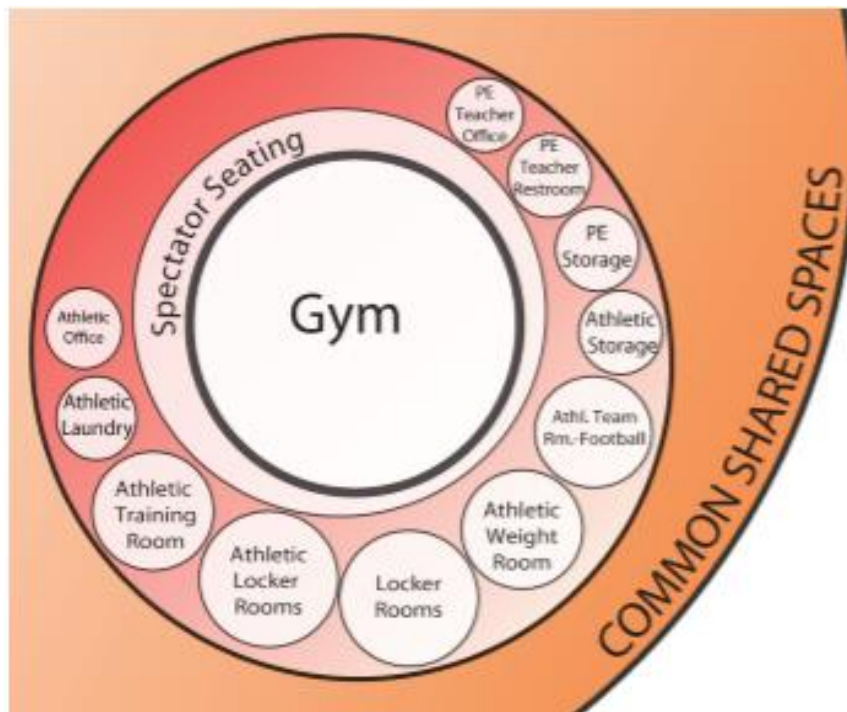 PE
Teacher
Office
PE
Teacher
Restroom
PE
Storage
Athletic
Storage
Athl. Team
Rm.-Football
Athletic
Weight
Room
Locker
Rooms
Athletic
Locker
Rooms
Athletic
Training
Room
Athletic
Laundry
Athletic
Office
Spectator Seating
Gym
COMMON SHARED SPACES